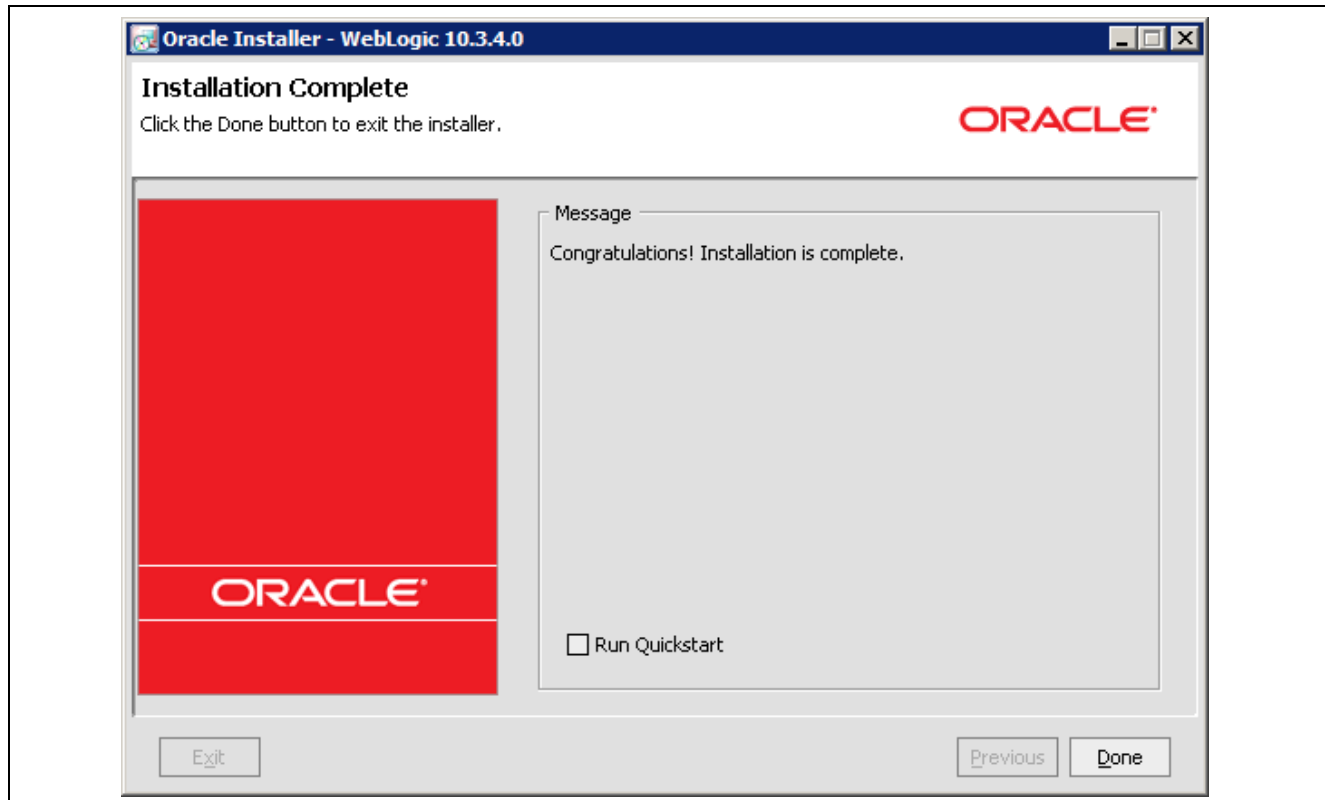 Oracle Installer - WebLogic 10.3.4.0
Installation Complete
Click the Done button to exit the installer.
ORACLE
Message
Congratulations! Installation is complete.
ORACLE
Run Quickstart
Exit
Previous
Done